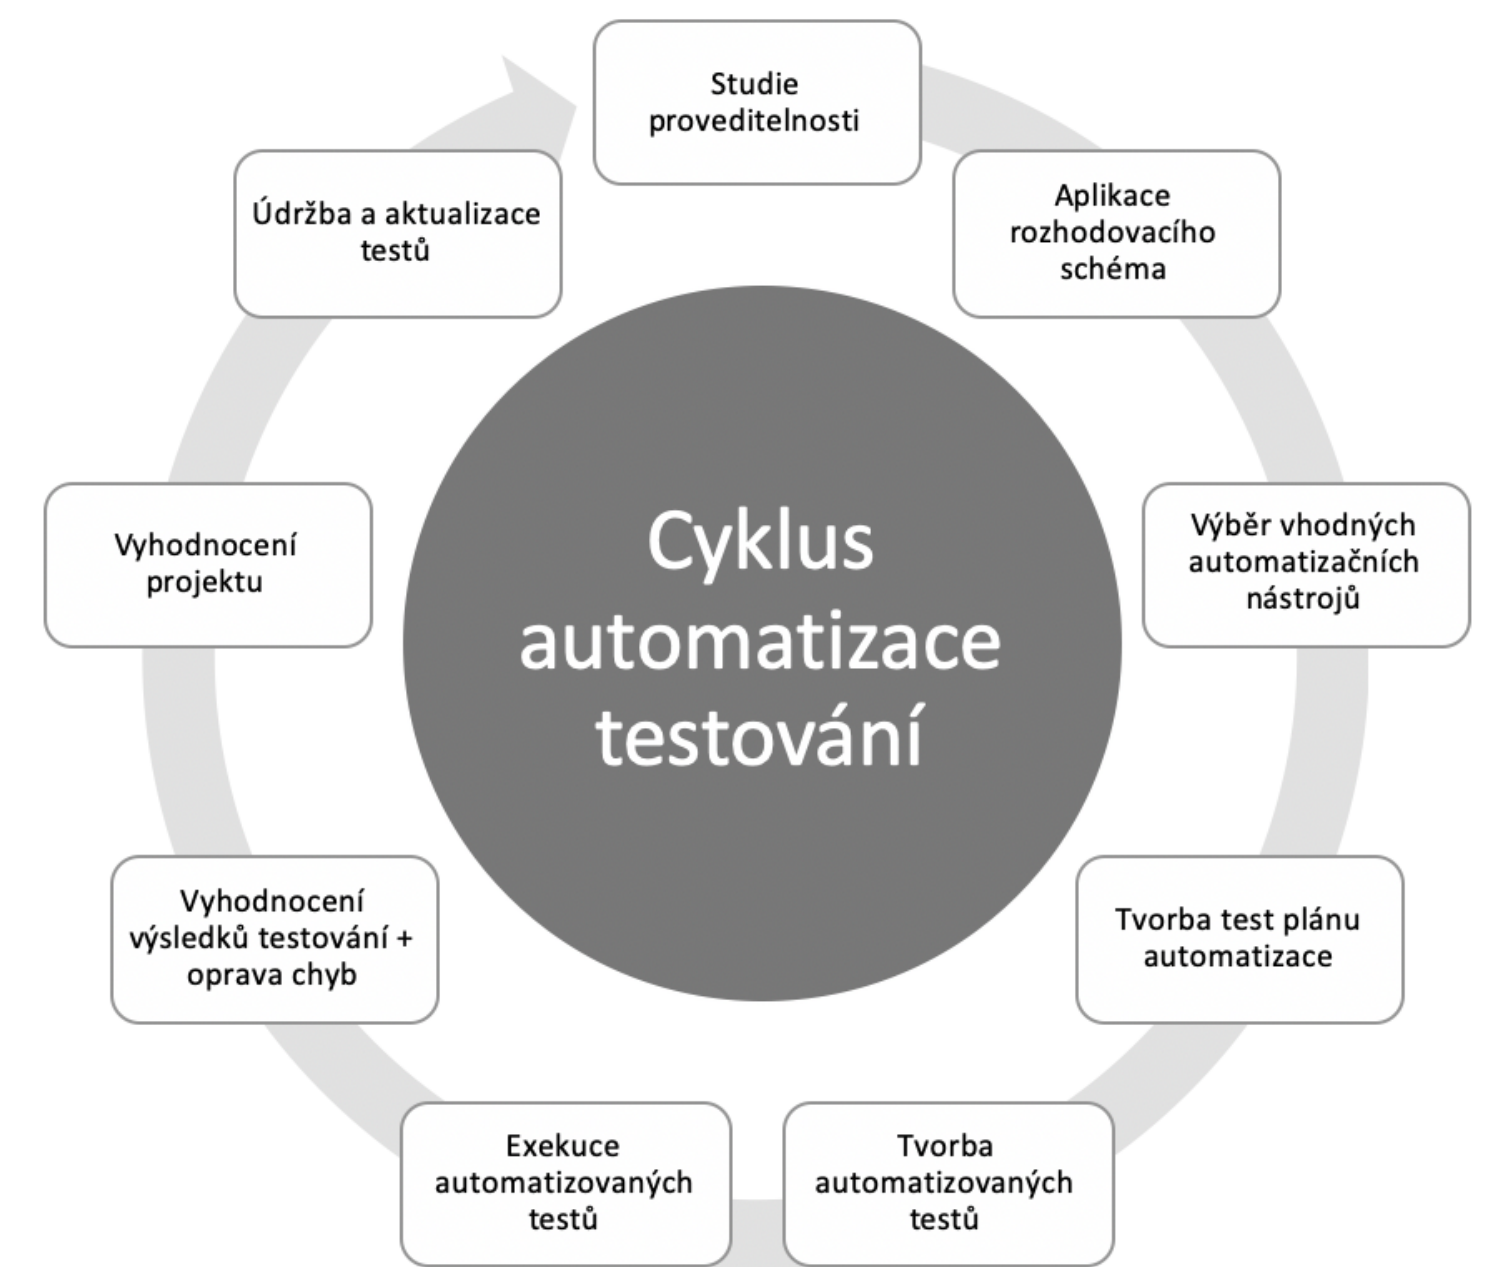 Studie
proveditelnosti
Aplikace
rozhodovacího
schéma
Výběr vhodných
automatizačních
nástrojů
Tvorba test plánu
automatizace
Tvorba
automatizovaných
testů
Exekuce
automatizovaných
testů
Vyhodnocení
výsledků testování +
oprava chyb
Vyhodnocení
projektu
Údržba a aktualizace
testů
Cyklus
automatizace
testování